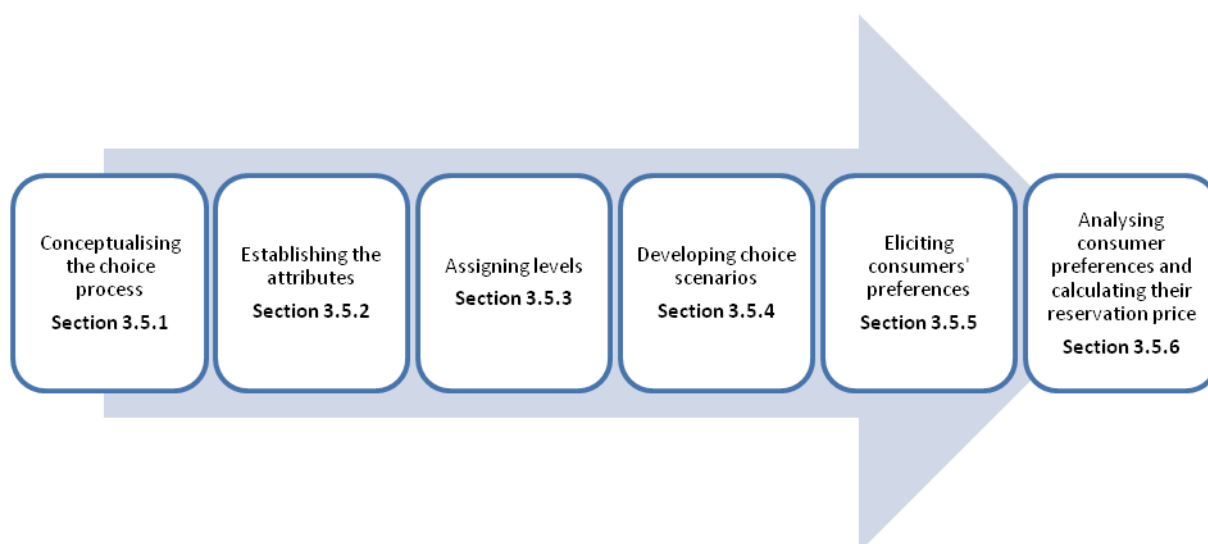 Conceptualising
the choice
process
Section 3.5.1
Establishing the
attributes
Section 3.5.2
Assigning levels
Section 3.5.3
Developing choice
scenarios
Section 3.5.4
Eliciting
consumers'
preferences
Section 3.5.5
Analysing
consumer
preferences and
calculating their
reservation price
Section 3.5.6